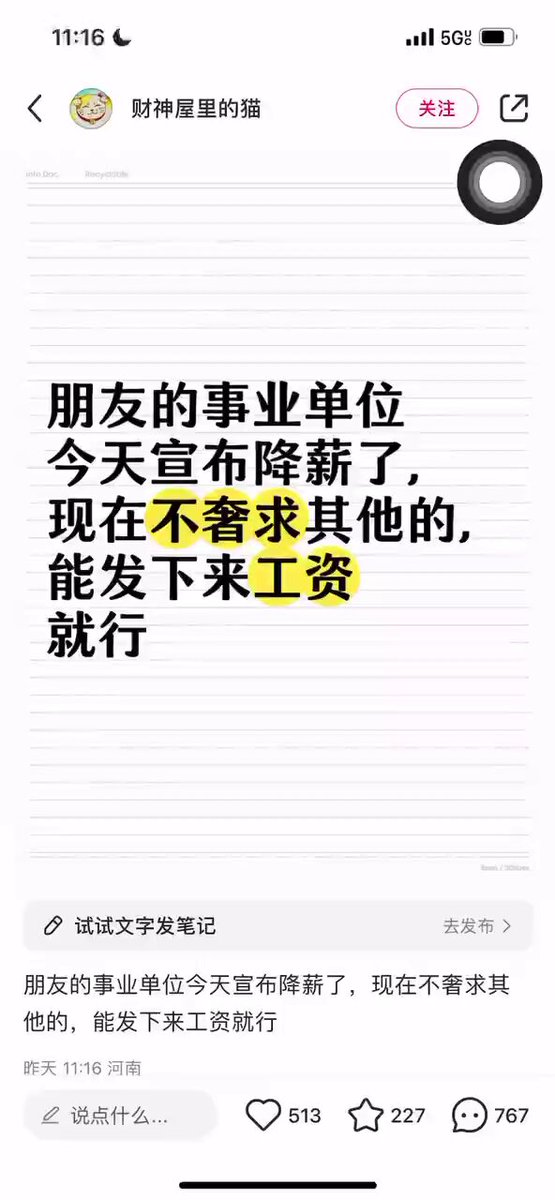 11:16
5G
财神屋里的猫
关注
Recyclable
朋友的事业单位
今天宣布降薪了,
现在不奢求其他的,
能发下来工资
就行
试试文字发笔记
去发布
朋友的事业单位今天宣布降薪了，现在不奢求其
他的，能发下来工资就行
昨天 11:16 河南
说点什么...
513
227
767